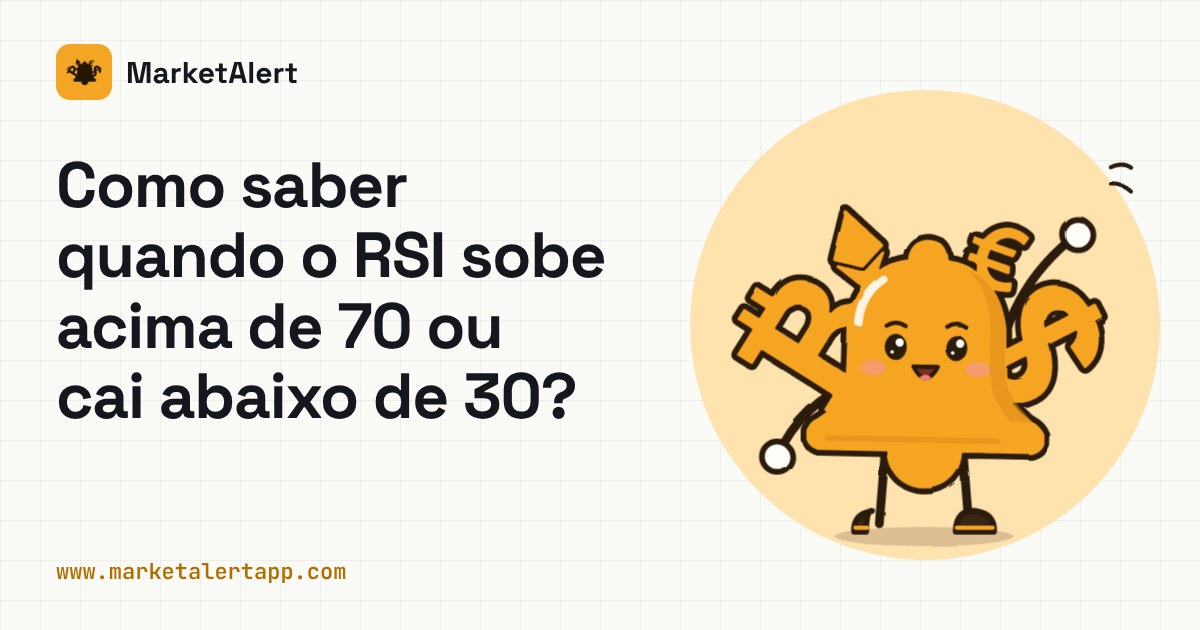 MarketAlert
Como saber
quando o RSI sobe
acima de 70 ou
cai abaixo de 30?
www.marketalertapp.com